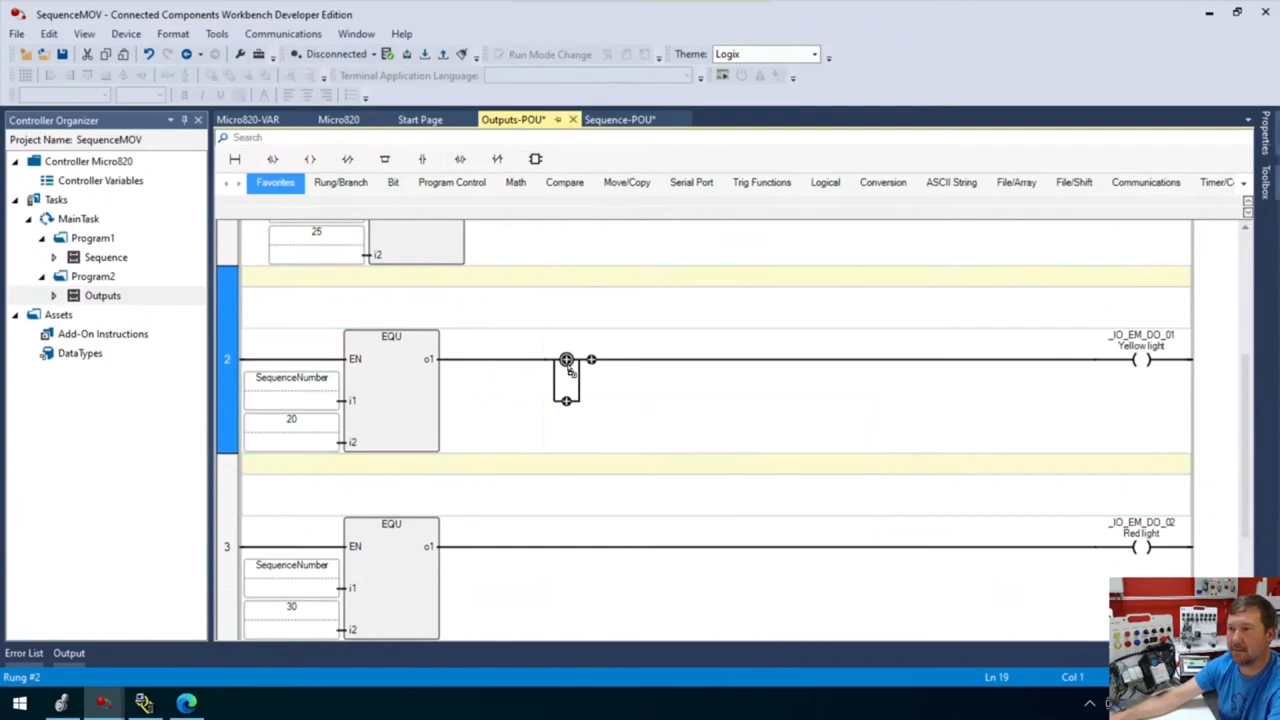 SequenceMOV - Connected Components Workbench Developer Edition
File Edit View Device Format Tools Communications Window Help
Disconnected Run Mode Change Theme: Logix
Terminal Application Language:
Controller Organizer
Micro820-VAR Micro820 Start Page Outputs-POU* Sequence-POU*
Project Name: SequenceMOV
Search
Controller Micro820
Controller Variables
Tasks
MainTask
Program1
Sequence
Program2
Outputs
Assets
Add-On Instructions
DataTypes
Favorites Rung/Branch Bit Program Control Math Compare Move/Copy Serial Port Trig Functions Logical Conversion ASCII String File/Array File/Shift Communications Timer/C
25
i2
2
EQU
EN o1
SequenceNumber
i1
20
i2
_IO_EM_DO_01
Yellow light
3
EQU
EN o1
SequenceNumber
i1
30
i2
_IO_EM_DO_02
Red light
Properties
Toolbox
Error List Output
Rung #2 Ln 19 Col 1